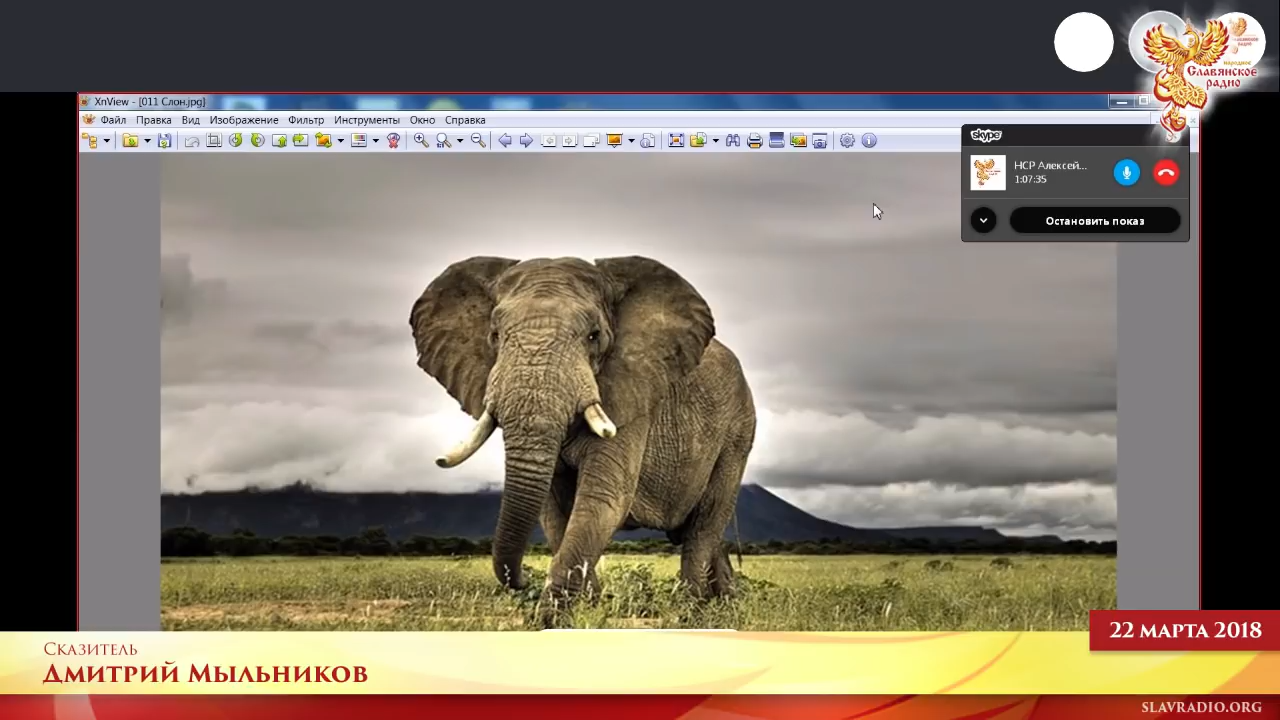 народное
Славянское
радио
XnView - [011 Слон.jpg]
Файл Правка Вид Изображение Фильтр Инструменты Окно Справка
skype
НСР Алексей...
1:07:35
Остановить показ
22 марта 2018
Сказитель
Дмитрий Мыльников
slavradio.org